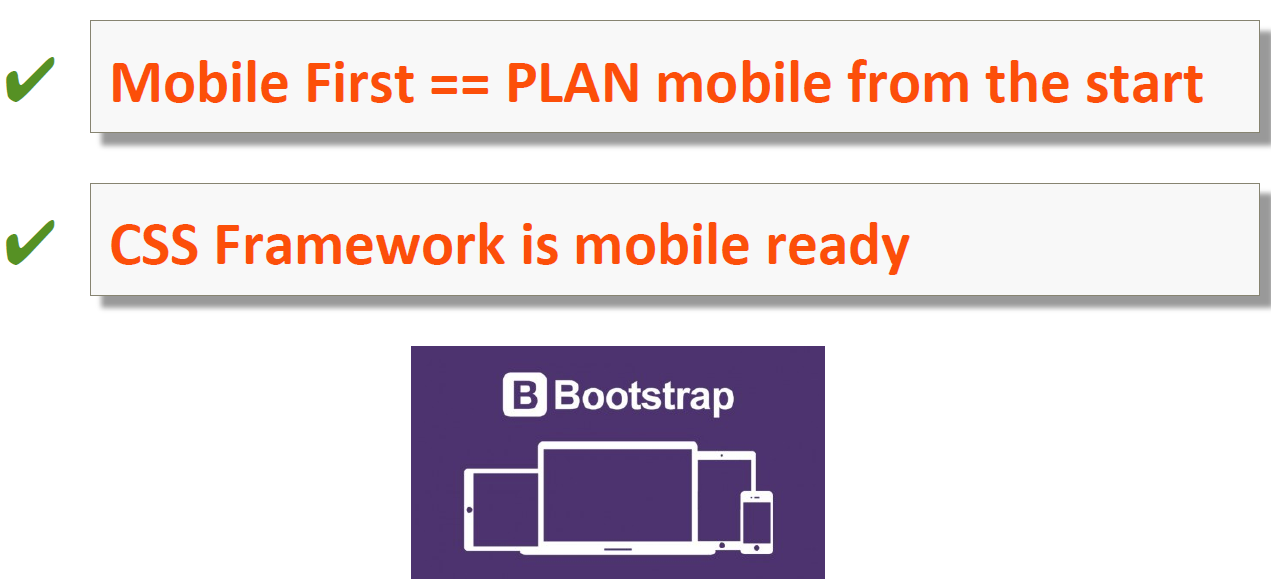 Mobile First == PLAN mobile from the start
CSS Framework is mobile ready
B Bootstrap